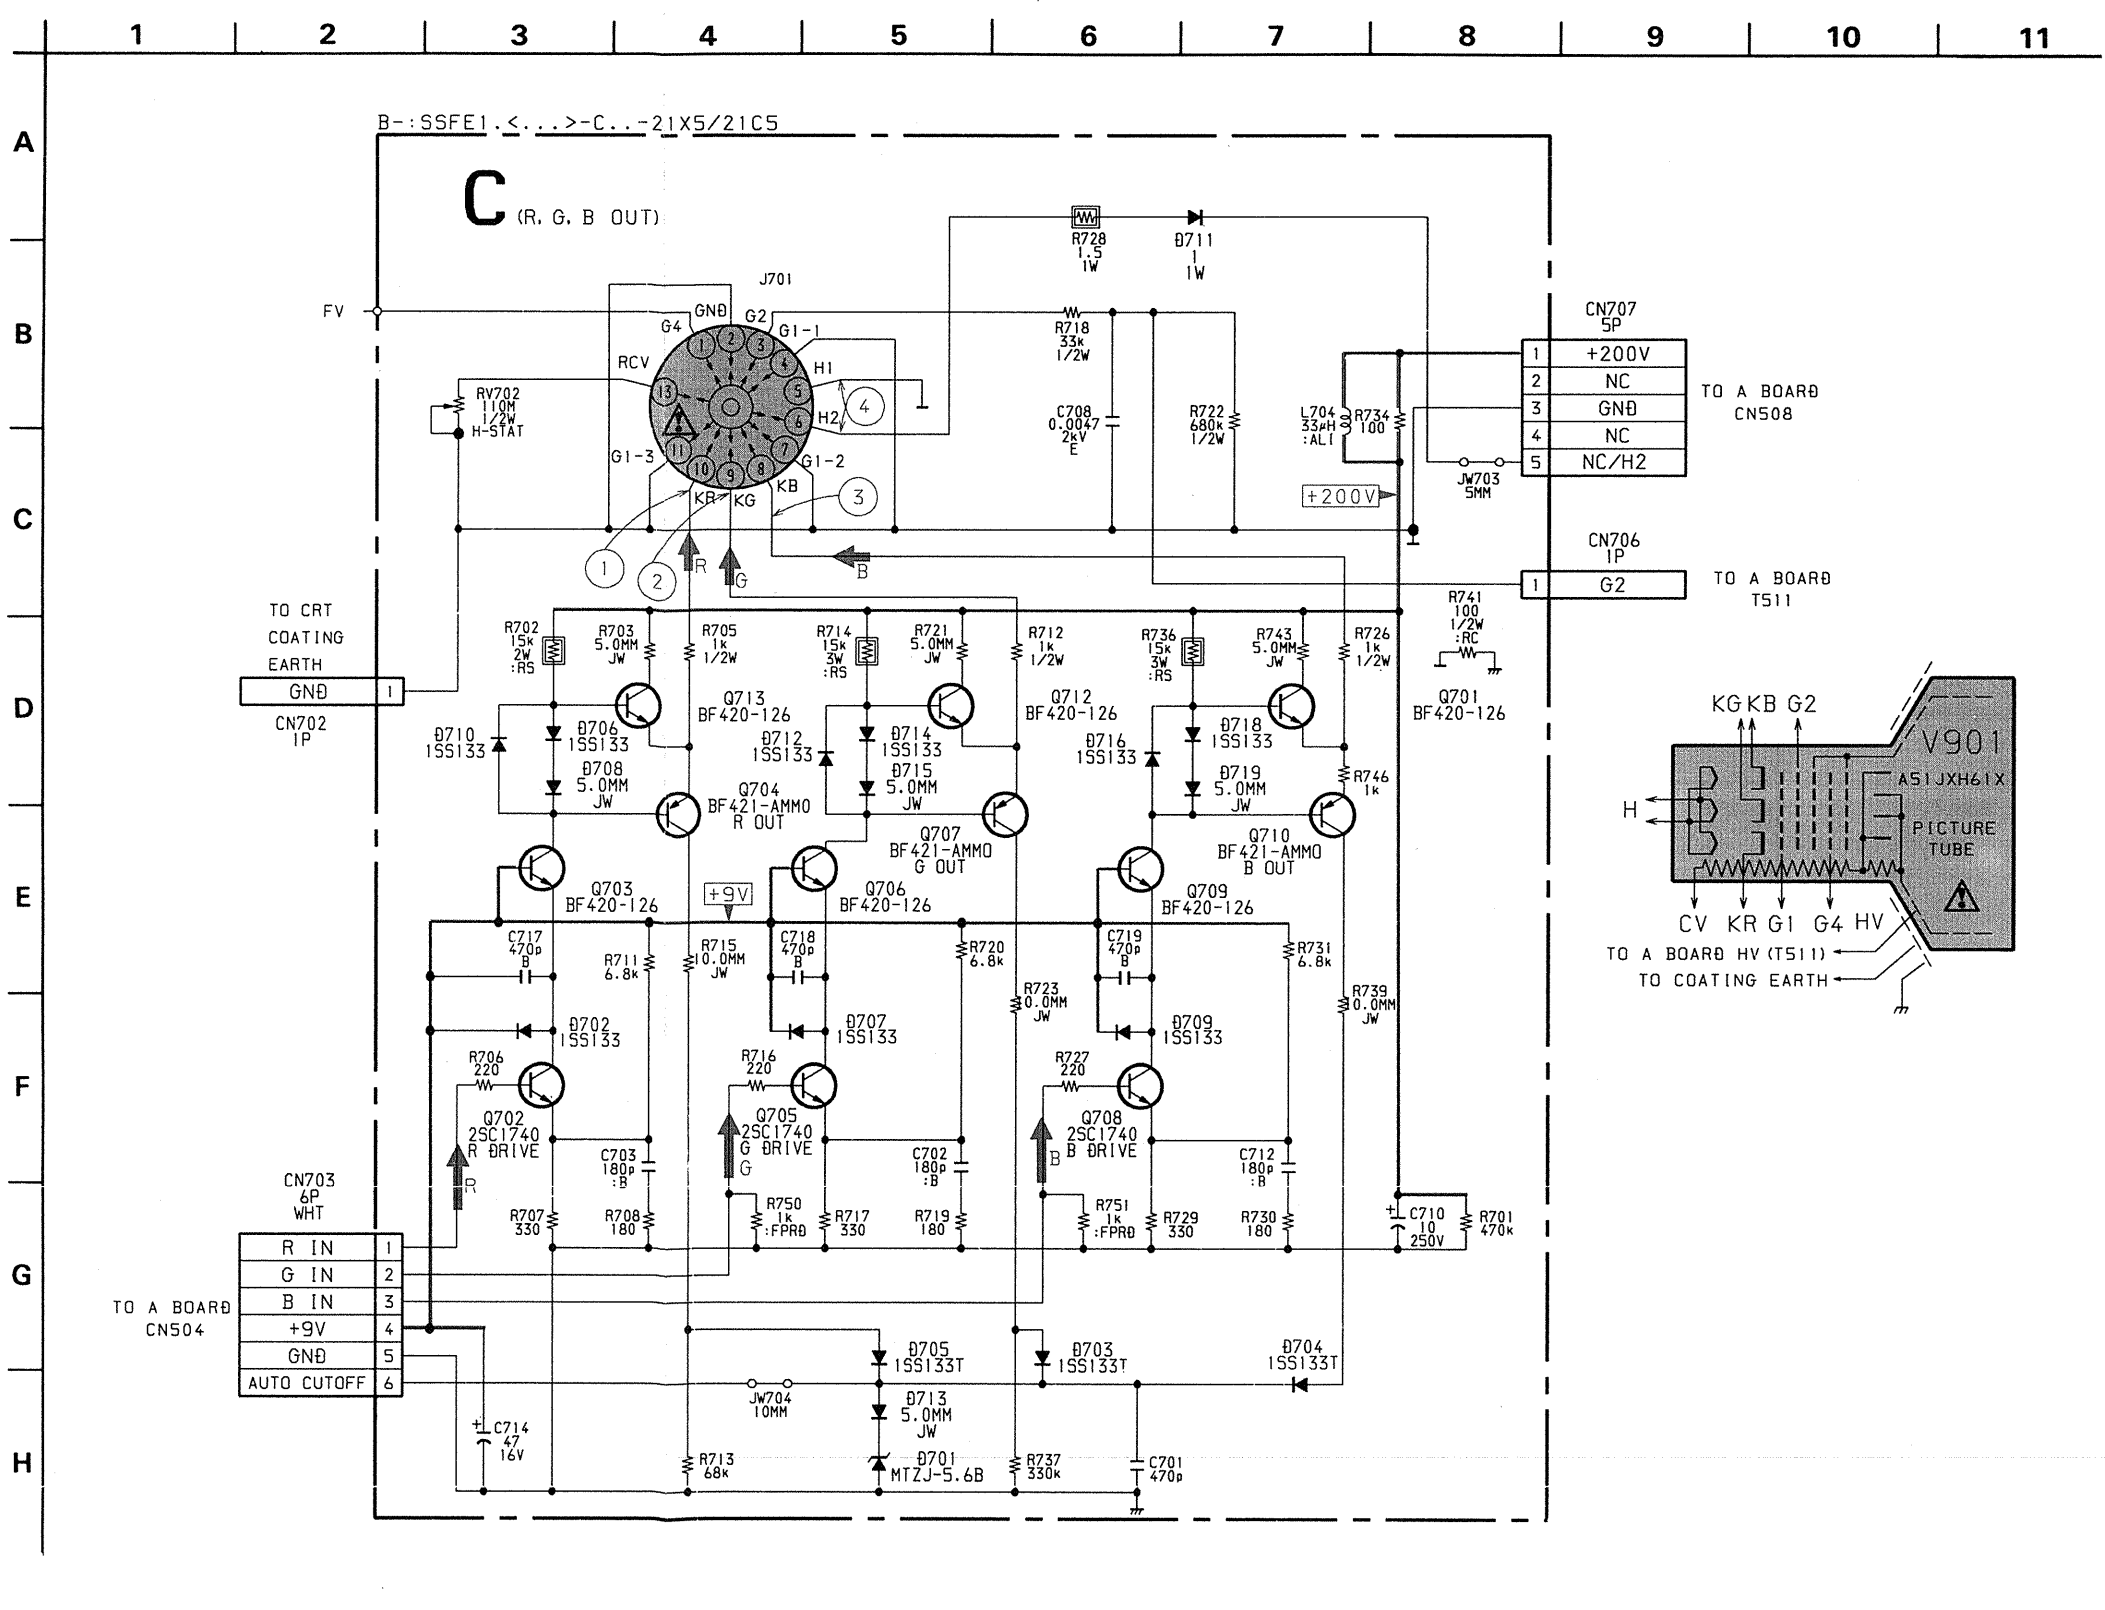 1 2 3 4 5 6 7 8 9 10 11
A
B
C
D
E
F
G
H
B-:SSFE1.<...>-C..-21X5/21C5
C (R, G, B OUT)
R728
1.5
1W
D711
1
1W
J701
FV
GND
G4
G2
G1-1
RCV
H1
H2
G1-2
G1-3
KR
KG
KB
1
2
3
4
5
6
7
8
9
10
11
13
4
3
1
2
R
G
B
RV702
110M
1/2W
H-STAT
R718
33k
1/2W
C708
0.0047
2kV
E
R722
680k
1/2W
L704
33µH
:ALI
R734
100
+200V
JW703
5MM
CN707
5P
1 +200V
2 NC
3 GND
4 NC
5 NC/H2
TO A BOARD
CN508
CN706
1P
1 G2
TO A BOARD
T511
TO CRT
COATING
EARTH
GND 1
CN702
1P
R702
15k
2W
:RS
R703
5.0MM
JW
R705
1k
1/2W
R714
15k
3W
:RS
R721
5.0MM
JW
R712
1k
1/2W
R736
15k
3W
:RS
R743
5.0MM
JW
R726
1k
1/2W
R741
100
1/2W
:RC
D710
1SS133
D706
1SS133
D708
5.0MM
JW
Q713
BF420-126
D712
1SS133
D714
1SS133
D715
5.0MM
JW
Q712
BF420-126
D716
1SS133
D718
1SS133
D719
5.0MM
JW
Q701
BF420-126
R746
1k
Q704
BF421-AMMO
R OUT
Q707
BF421-AMMO
G OUT
Q710
BF421-AMMO
B OUT
Q703
BF420-126
+9V
Q706
BF420-126
Q709
BF420-126
C717
470p
B
R711
6.8k
R715
10.0MM
JW
C718
470p
B
R720
6.8k
R723
10.0MM
JW
C719
470p
B
R731
6.8k
R739
10.0MM
JW
D702
1SS133
D707
1SS133
D709
1SS133
R706
220
R716
220
R727
220
Q702
2SC1740
R DRIVE
Q705
2SC1740
G DRIVE
Q708
2SC1740
B DRIVE
R
G
B
C703
180p
:B
C702
180p
:B
C712
180p
:B
R707
330
R708
180
R750
1k
:FPRD
R717
330
R719
180
R751
1k
:FPRD
R729
330
R730
180
+
C710
10
250V
R701
470k
CN703
6P
WHT
R IN 1
G IN 2
B IN 3
+9V 4
GND 5
AUTO CUTOFF 6
TO A BOARD
CN504
D705
1SS133T
D703
1SS133T
D704
1SS133T
JW704
10MM
D713
5.0MM
JW
+
C714
47
16V
R713
68k
D701
MTZJ-5.6B
R737
330k
C701
470p
KG KB G2
V901
A51JXH61X
H
PICTURE
TUBE
CV KR G1 G4 HV
TO A BOARD HV (T511)
TO COATING EARTH